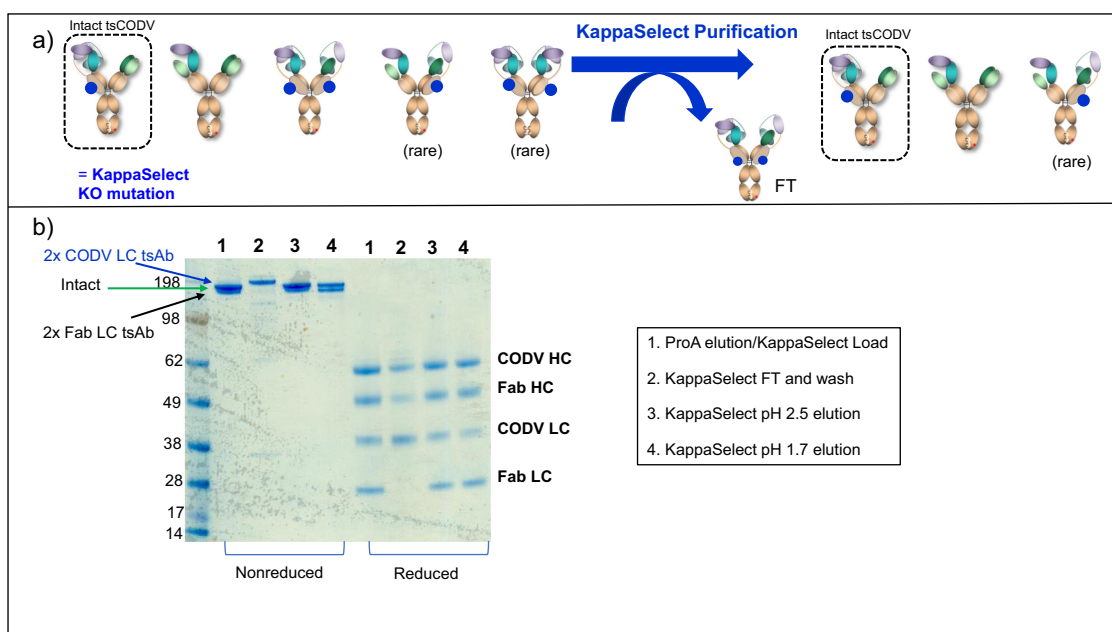 a)
Intact tsCODV
KappaSelect Purification
Intact tsCODV
(rare)
(rare)
FT
(rare)
= KappaSelect
KO mutation
b)
1 2 3 4 1 2 3 4
2x CODV LC tsAb
Intact
2x Fab LC tsAb
198
98
62
49
38
28
17
14
CODV HC
Fab HC
CODV LC
Fab LC
Nonreduced
Reduced
1. ProA elution/KappaSelect Load
2. KappaSelect FT and wash
3. KappaSelect pH 2.5 elution
4. KappaSelect pH 1.7 elution